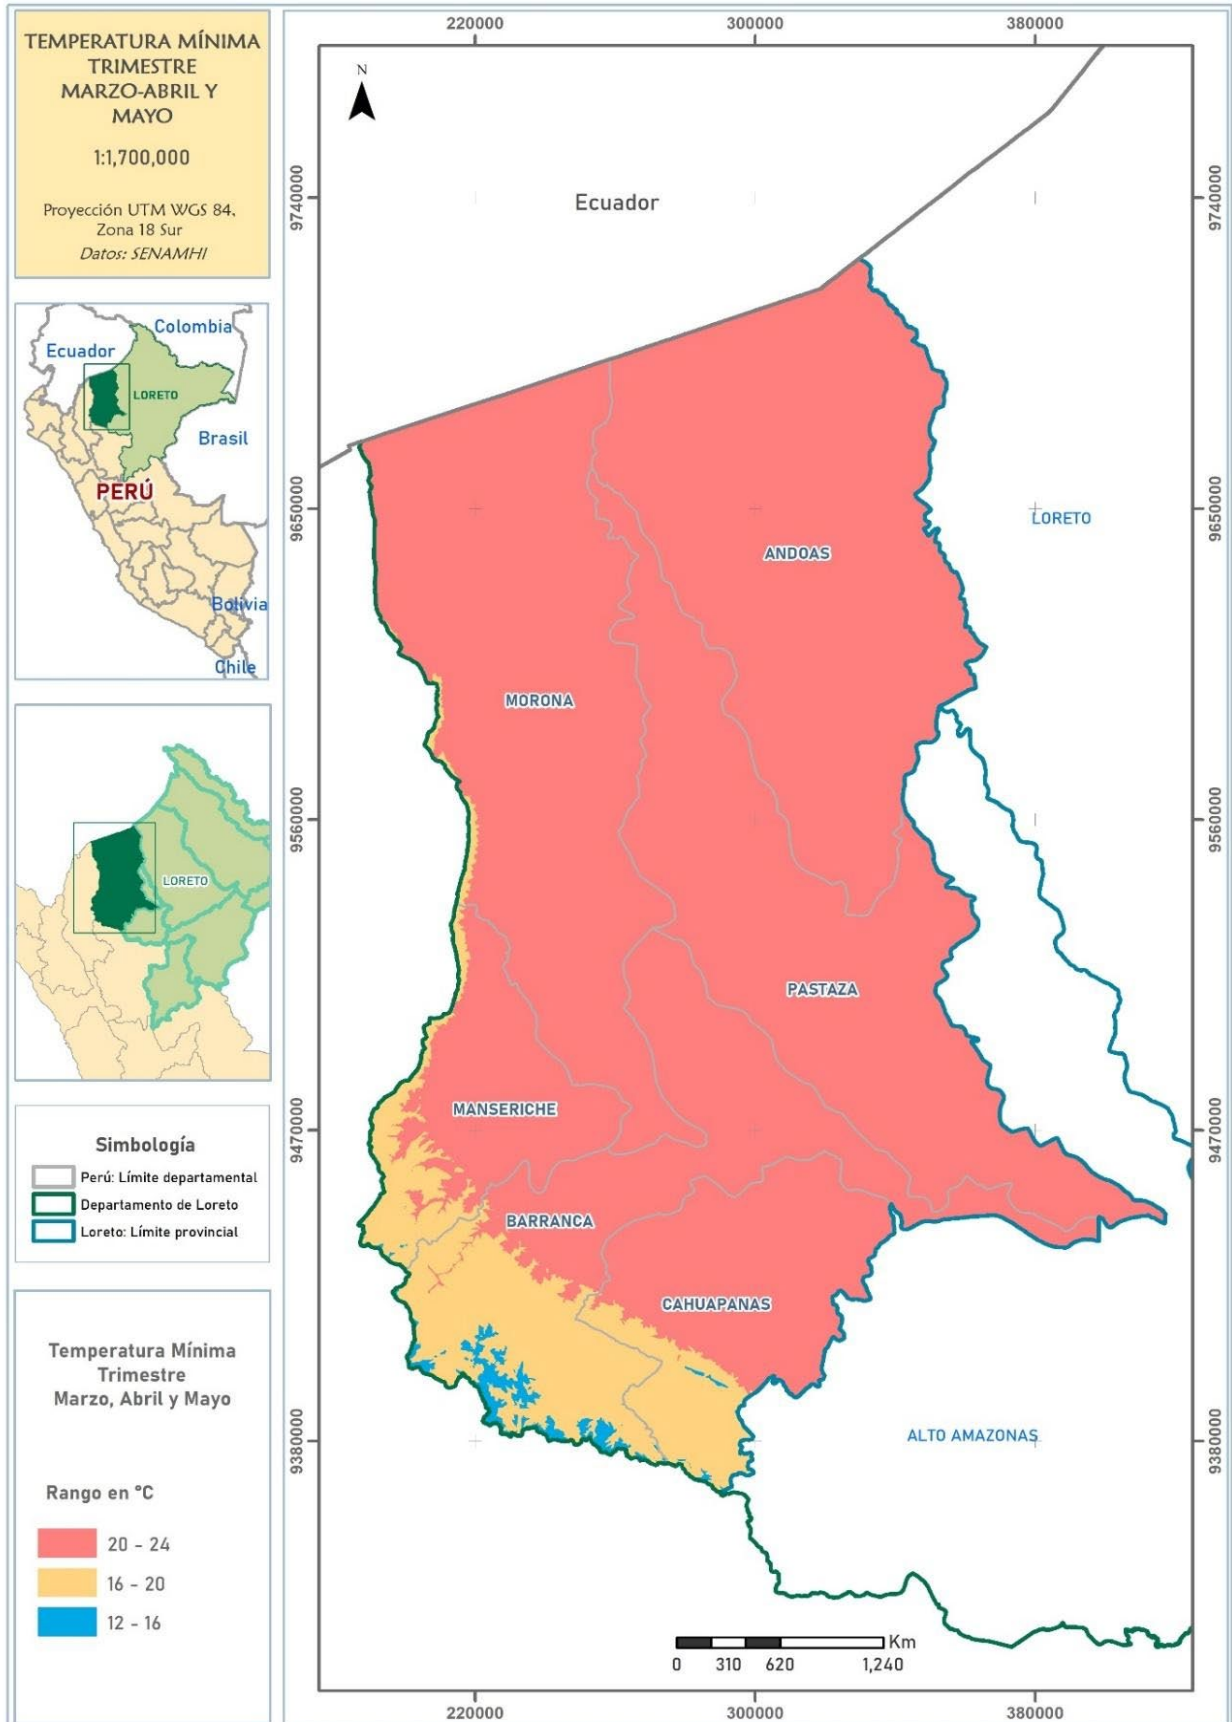 TEMPERATURA MÍNIMA
TRIMESTRE
MARZO-ABRIL Y
MAYO
1:1,700,000
Proyección UTM WGS 84,
Zona 18 Sur
Datos: SENAMHI
Colombia
Ecuador
LORETO
Brasil
PERÚ
Bolivia
Chile
LORETO
Simbología
Perú: Límite departamental
Departamento de Loreto
Loreto: Límite provincial
Temperatura Mínima
Trimestre
Marzo, Abril y Mayo
Rango en °C
20 - 24
16 - 20
12 - 16
220000
300000
380000
N
Ecuador
9740000
9740000
9650000
LORETO
9650000
ANDOAS
MORONA
9560000
9560000
PASTAZA
MANSERICHE
9470000
9470000
BARRANCA
CAHUAPANAS
9380000
ALTO AMAZONAS
9380000
Km
0 310 620 1,240
220000
300000
380000